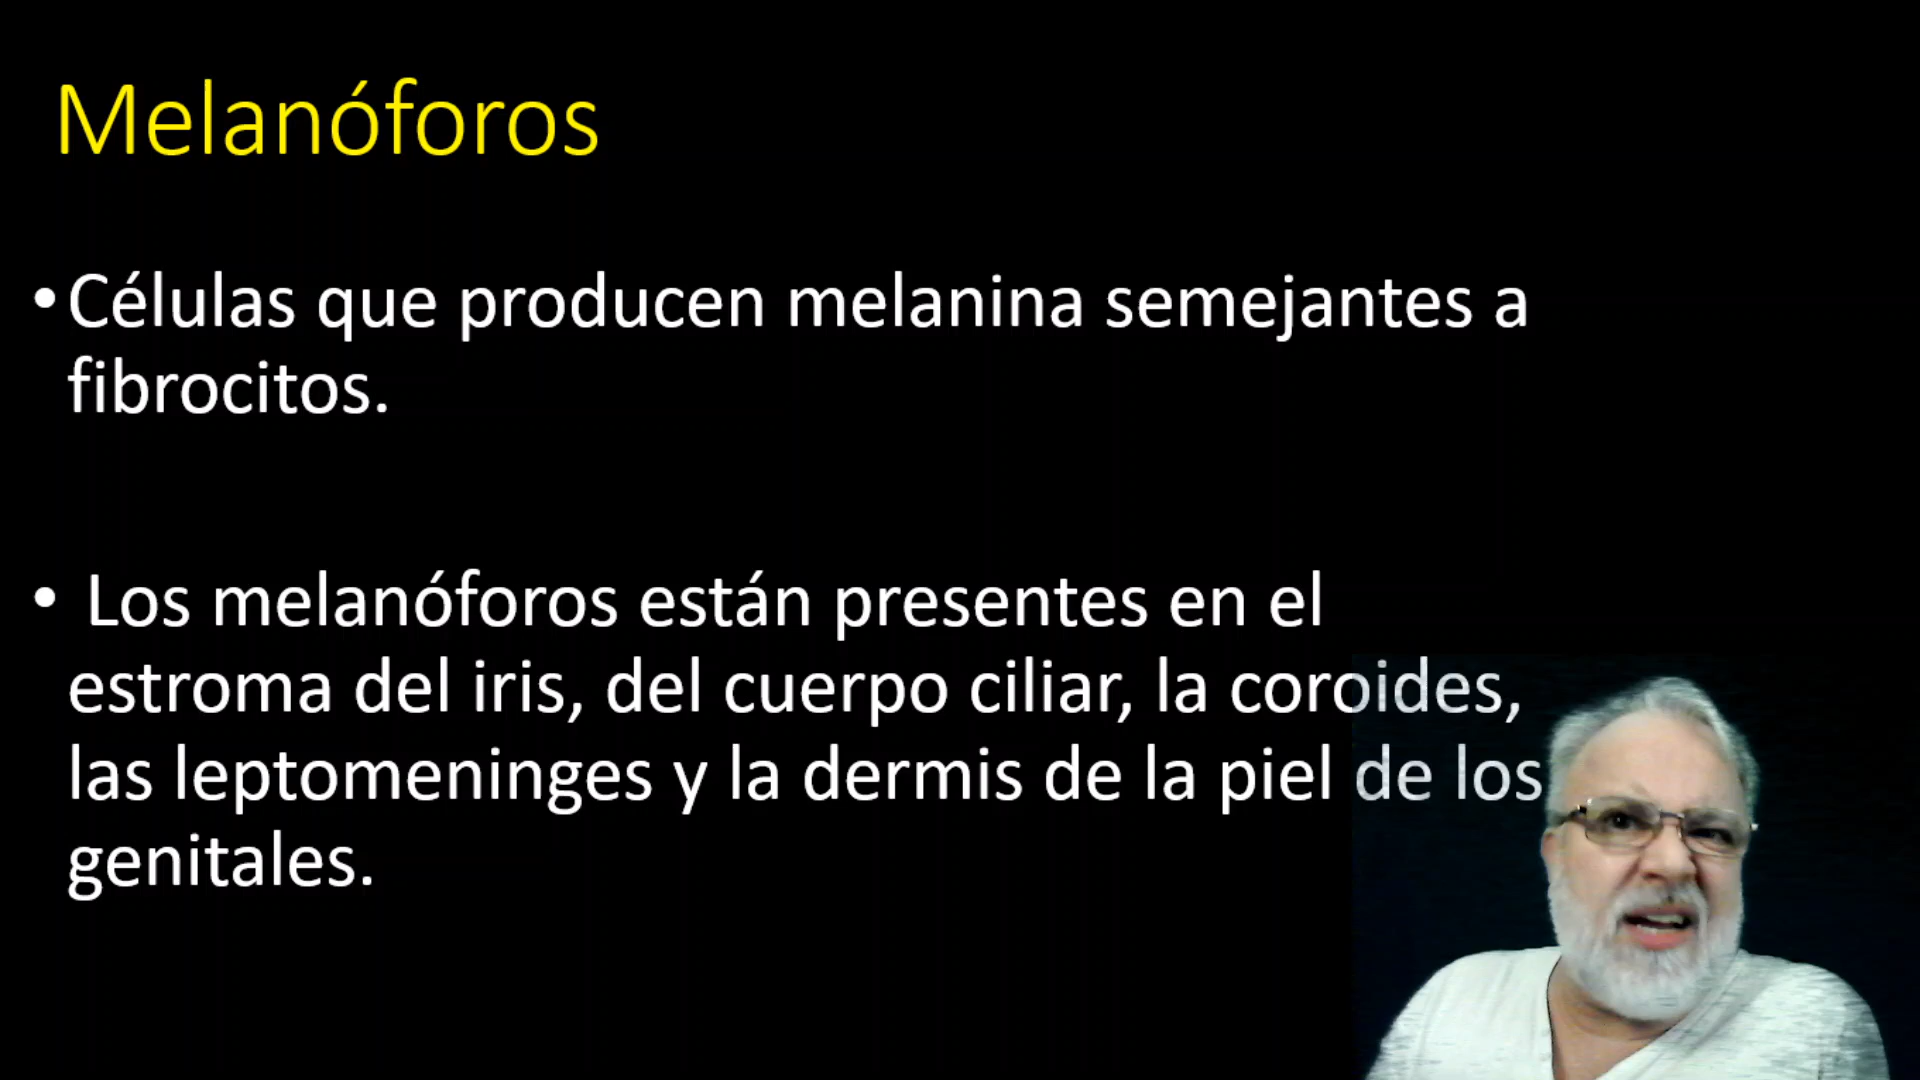 Melanóforos
• Células que producen melanina semejantes a
fibrocitos.
• Los melanóforos están presentes en el
estroma del iris, del cuerpo ciliar, la coroides,
las leptomeninges y la dermis de la piel de los
genitales.